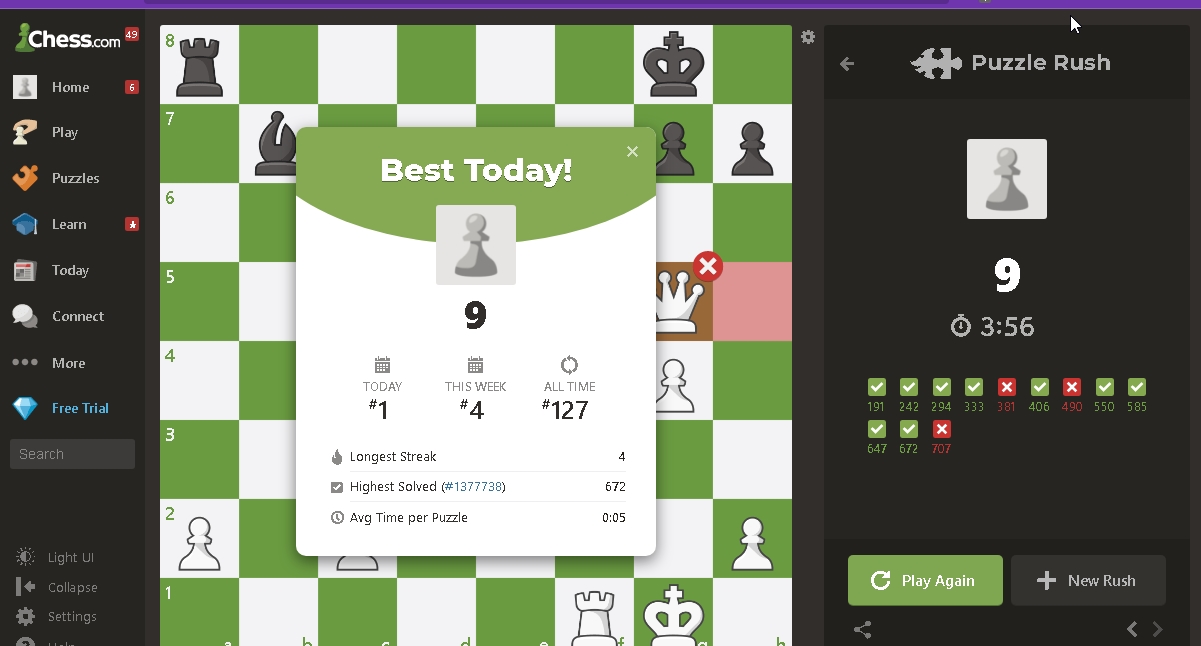 Chess.com 49
Home 6
Play
Puzzles
Learn
Today
Connect
More
Free Trial
Search
Light UI
Collapse
Settings
Help
8
7
6
5
4
3
2
1
a b c d e f g h
Best Today!
9
TODAY THIS WEEK ALL TIME
#1 #4 #127
Longest Streak 4
Highest Solved (#1377738) 672
Avg Time per Puzzle 0:05
Puzzle Rush
9
3:56
191 242 294 333 381 406 490 550 585
647 672 707
Play Again New Rush